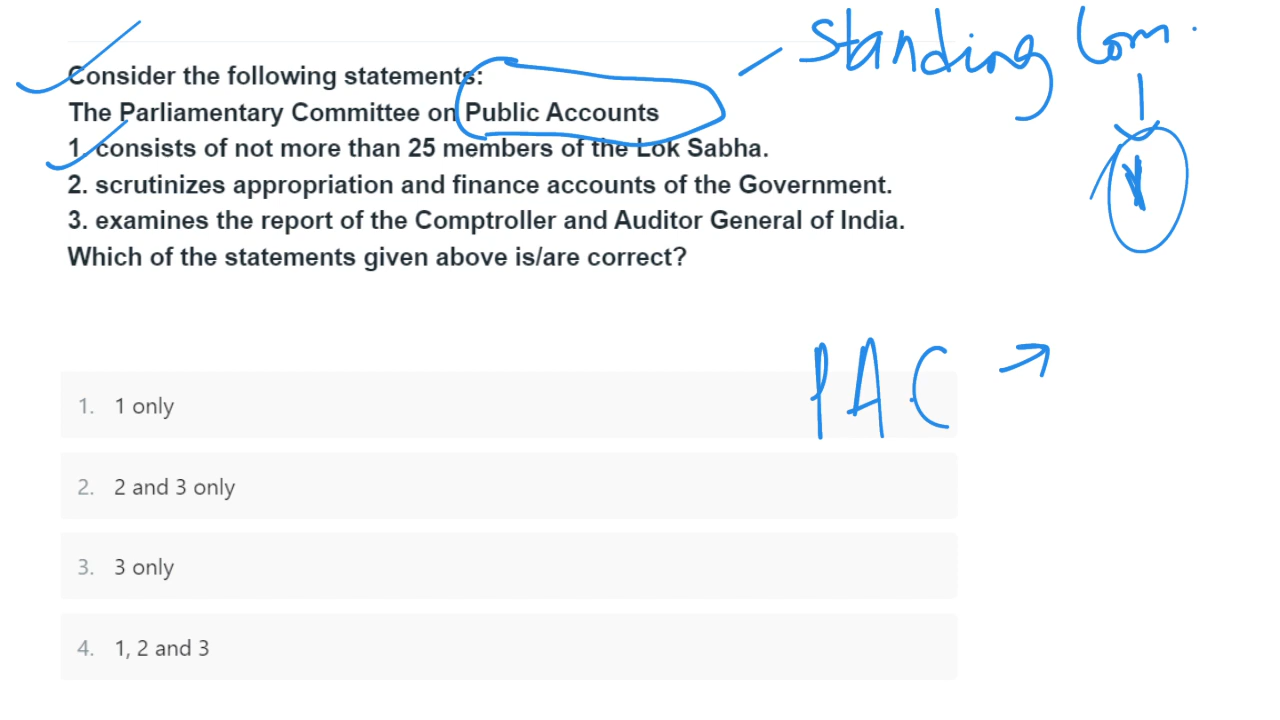 Standing Com.
Consider the following statements:
The Parliamentary Committee on Public Accounts
1. consists of not more than 25 members of the Lok Sabha.
2. scrutinizes appropriation and finance accounts of the Government.
3. examines the report of the Comptroller and Auditor General of India.
Which of the statements given above is/are correct?
PAC →
1. 1 only
2. 2 and 3 only
3. 3 only
4. 1, 2 and 3